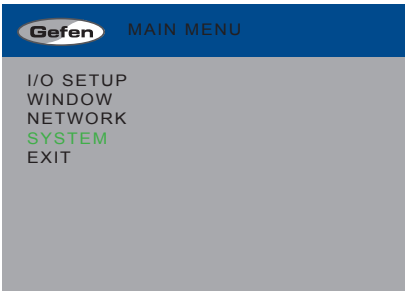 Gefen MAIN MENU
I/O SETUP
WINDOW
NETWORK
SYSTEM
EXIT